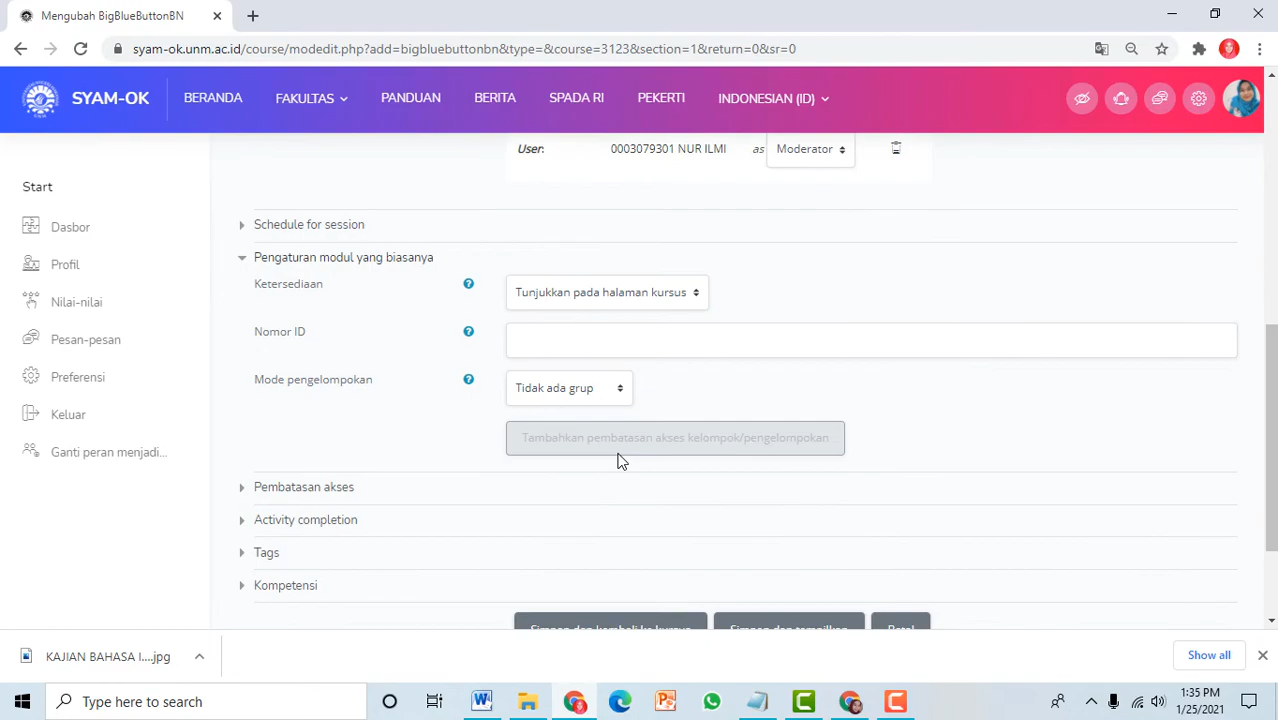 Mengubah BigBlueButtonBN
syam-ok.unm.ac.id/course/modedit.php?add=bigbluebuttonbn&type=&course=3123&section=1&return=0&sr=0
SYAM-OK
BERANDA
FAKULTAS
PANDUAN
BERITA
SPADA RI
PEKERTI
INDONESIAN (ID)
User: 0003079301 NUR ILMI as Moderator
Start
Dasbor
Profil
Nilai-nilai
Pesan-pesan
Preferensi
Keluar
Ganti peran menjadi...
Schedule for session
Pengaturan modul yang biasanya
Ketersediaan
Tunjukkan pada halaman kursus
Nomor ID
Mode pengelompokan
Tidak ada grup
Tambahkan pembatasan akses kelompok/pengelompokan
Pembatasan akses
Activity completion
Tags
Kompetensi
Simpan dan kembali ke kursus
Simpan dan tampilkan
Batal
KAJIAN BAHASA I....jpg
Show all
Type here to search
1:35 PM
1/25/2021